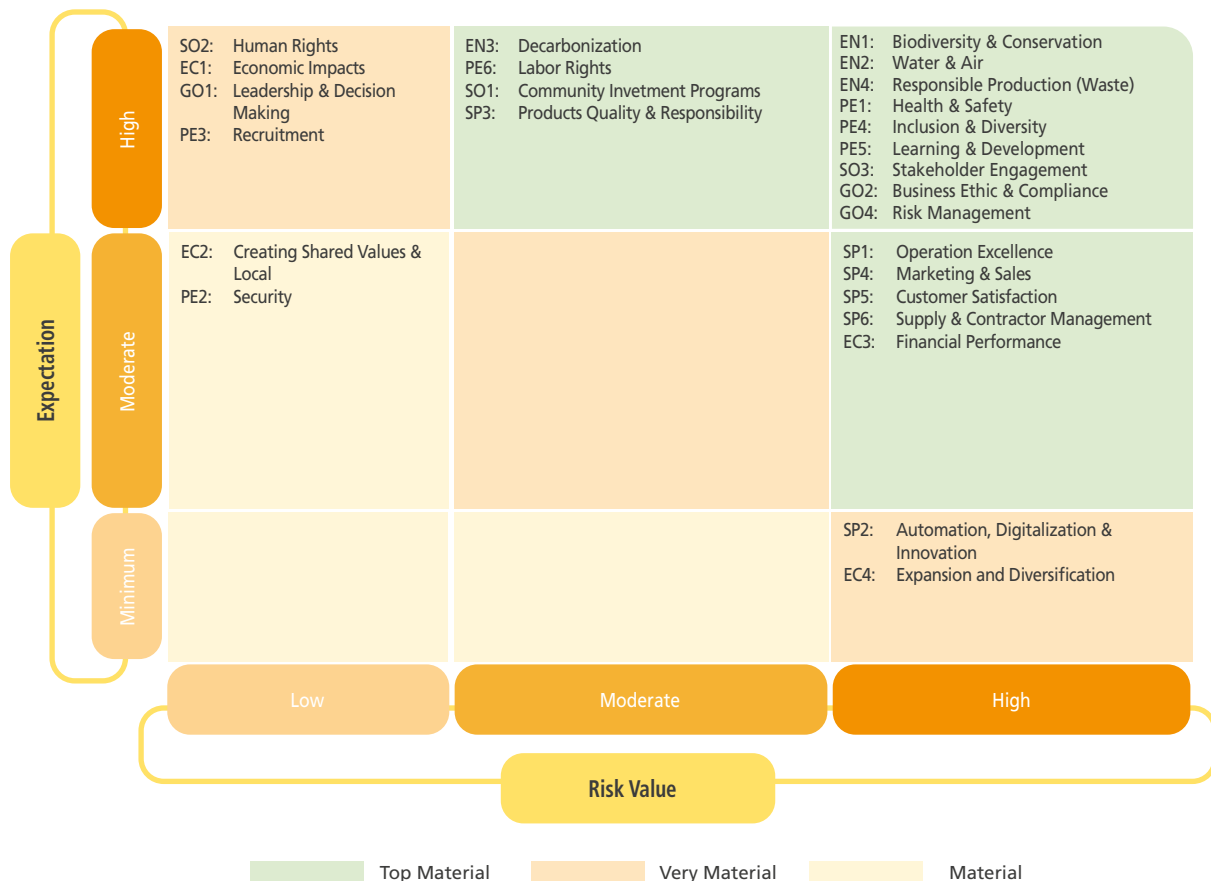 High
SO2: Human Rights
EC1: Economic Impacts
GO1: Leadership & Decision
Making
PE3: Recruitment
EN3: Decarbonization
PE6: Labor Rights
SO1: Community Invetment Programs
SP3: Products Quality & Responsibility
EN1: Biodiversity & Conservation
EN2: Water & Air
EN4: Responsible Production (Waste)
PE1: Health & Safety
PE4: Inclusion & Diversity
PE5: Learning & Development
SO3: Stakeholder Engagement
GO2: Business Ethic & Compliance
GO4: Risk Management
Expectation
Moderate
EC2: Creating Shared Values &
Local
PE2: Security
SP1: Operation Excellence
SP4: Marketing & Sales
SP5: Customer Satisfaction
SP6: Supply & Contractor Management
EC3: Financial Performance
Minimum
SP2: Automation, Digitalization &
Innovation
EC4: Expansion and Diversification
Low
Moderate
High
Risk Value
Top Material
Very Material
Material